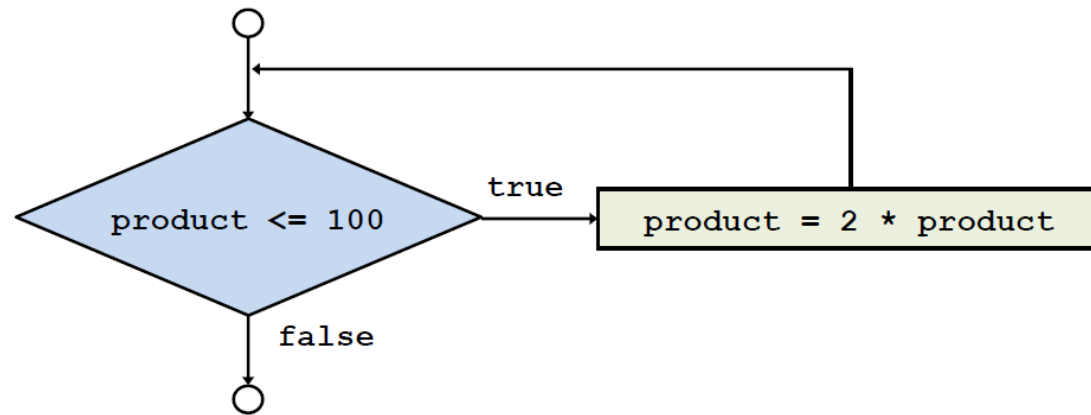 true
product <= 100
product = 2 * product
false